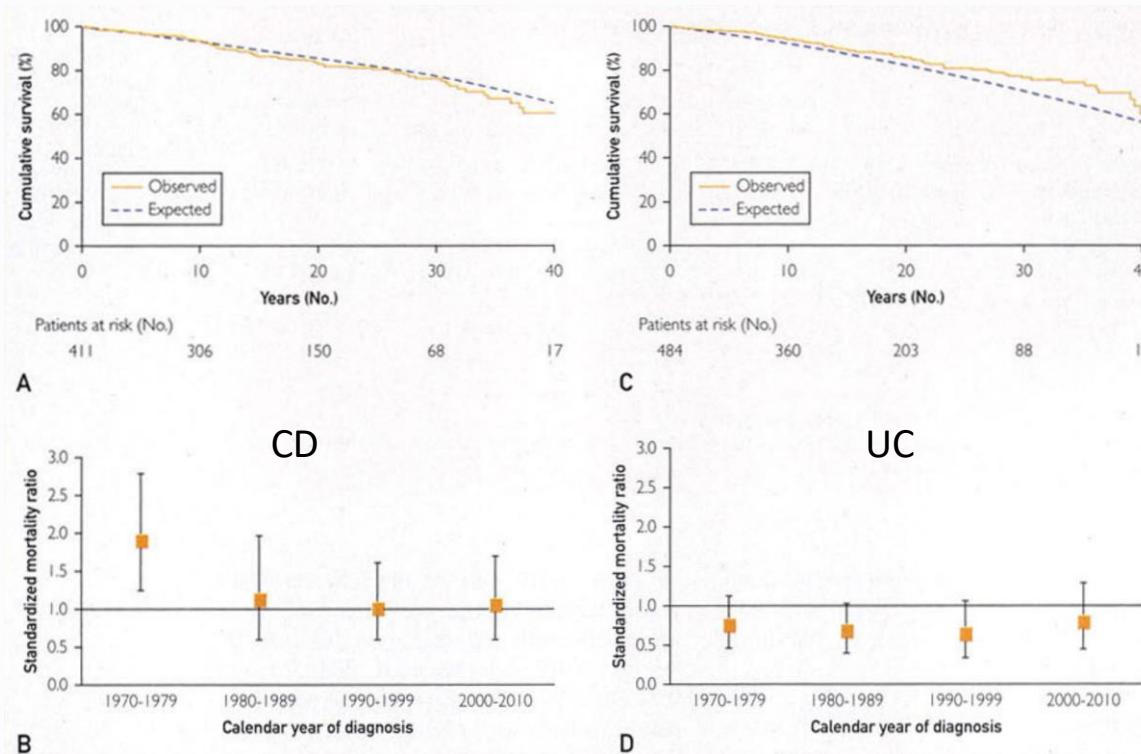 100
80
60
40
20
0
Cumulative survival (%)
Observed
Expected
0 10 20 30 40
Years (No.)
Patients at risk (No.)
411 306 150 68 17
A
100
80
60
40
20
0
Cumulative survival (%)
Observed
Expected
0 10 20 30
Years (No.)
Patients at risk (No.)
484 360 203 88
C
CD
3.0
2.5
2.0
1.5
1.0
0.5
0.0
Standardized mortality ratio
1970-1979 1980-1989 1990-1999 2000-2010
Calendar year of diagnosis
B
UC
3.0
2.5
2.0
1.5
1.0
0.5
0.0
Standardized mortality ratio
1970-1979 1980-1989 1990-1999 2000-2010
Calendar year of diagnosis
D